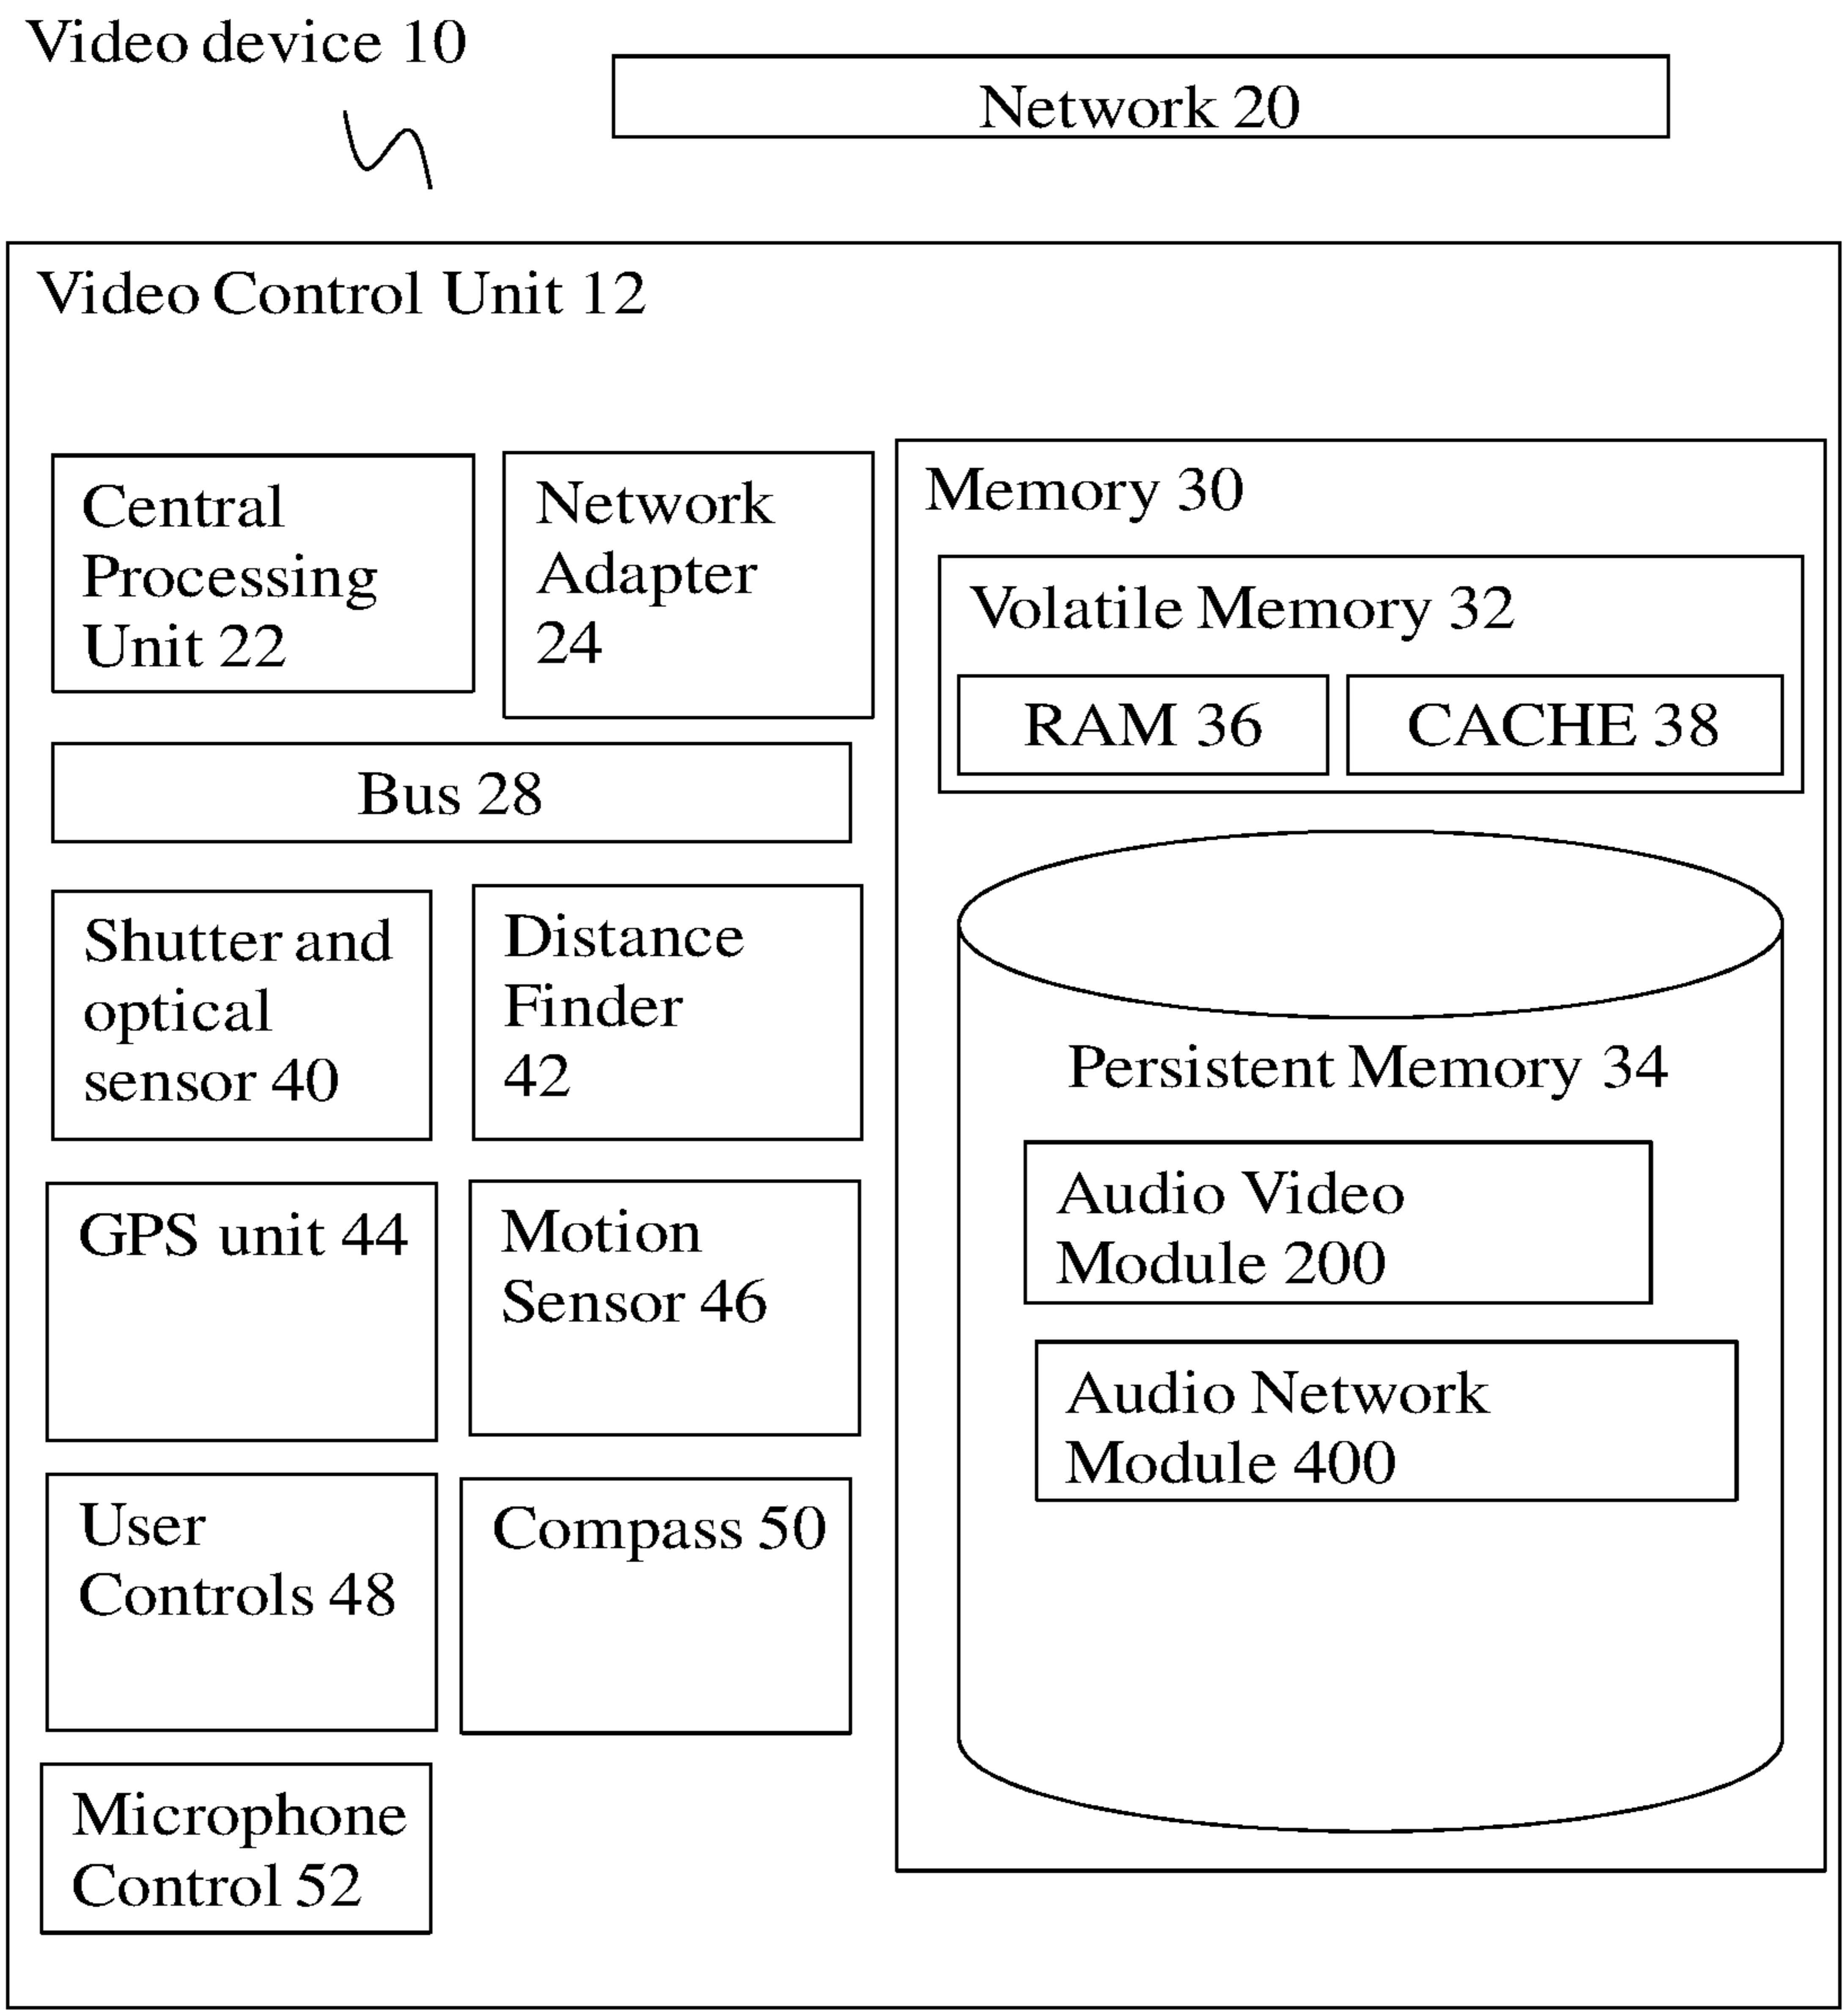 Video device 10
Network 20
Video Control Unit 12
Central
Processing
Unit 22
Network
Adapter
24
Bus 28
Shutter and
optical
sensor 40
Distance
Finder
42
GPS unit 44
Motion
Sensor 46
User
Controls 48
Compass 50
Microphone
Control 52
Memory 30
Volatile Memory 32
RAM 36
CACHE 38
Persistent Memory 34
Audio Video
Module 200
Audio Network
Module 400